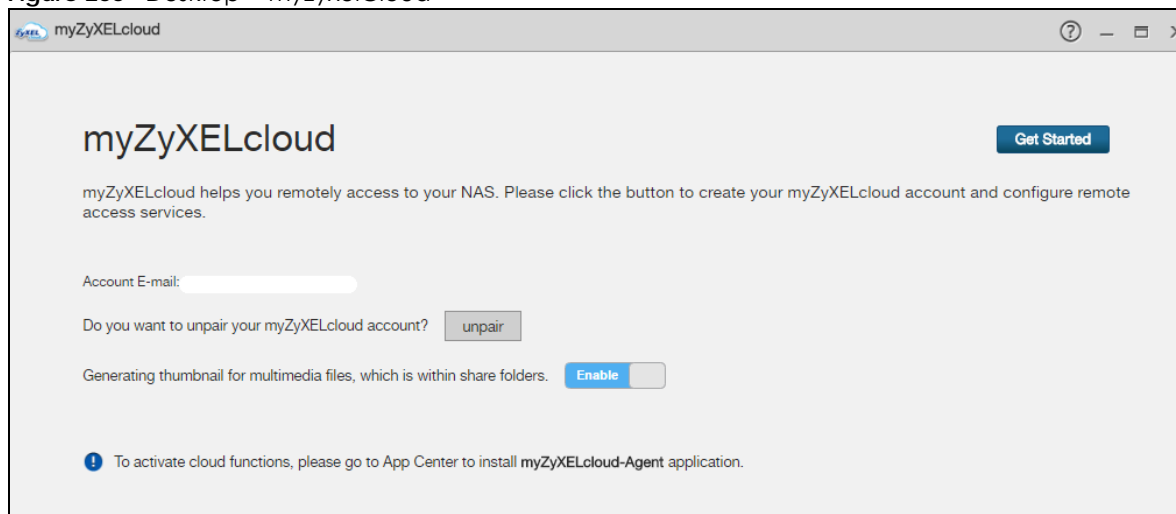 ZyXEL myZyXELcloud
myZyXELcloud
Get Started
myZyXELcloud helps you remotely access to your NAS. Please click the button to create your myZyXELcloud account and configure remote
access services.
Account E-mail:
Do you want to unpair your myZyXELcloud account? unpair
Generating thumbnail for multimedia files, which is within share folders. Enable
To activate cloud functions, please go to App Center to install myZyXELcloud-Agent application.